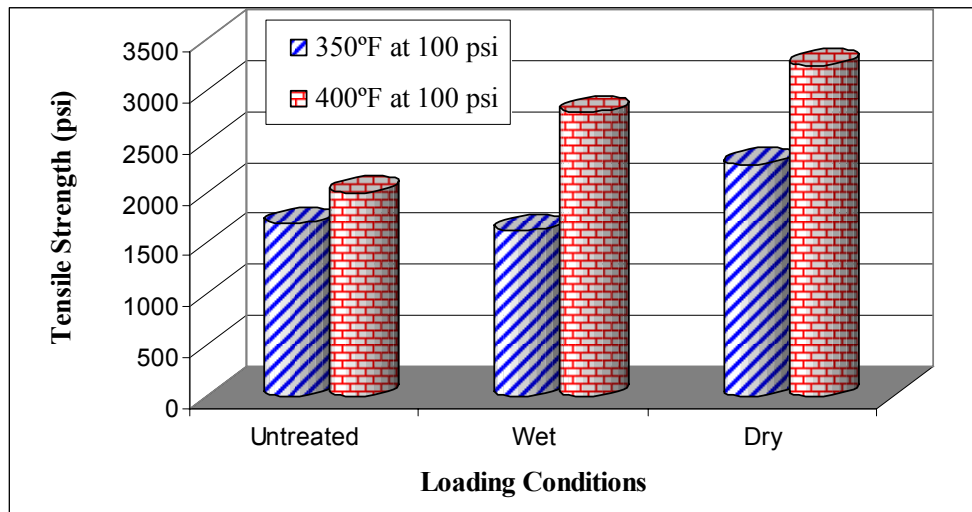 350ºF at 100 psi
400ºF at 100 psi
Tensile Strength (psi)
3500
3000
2500
2000
1500
1000
500
0
Untreated Wet Dry
Loading Conditions